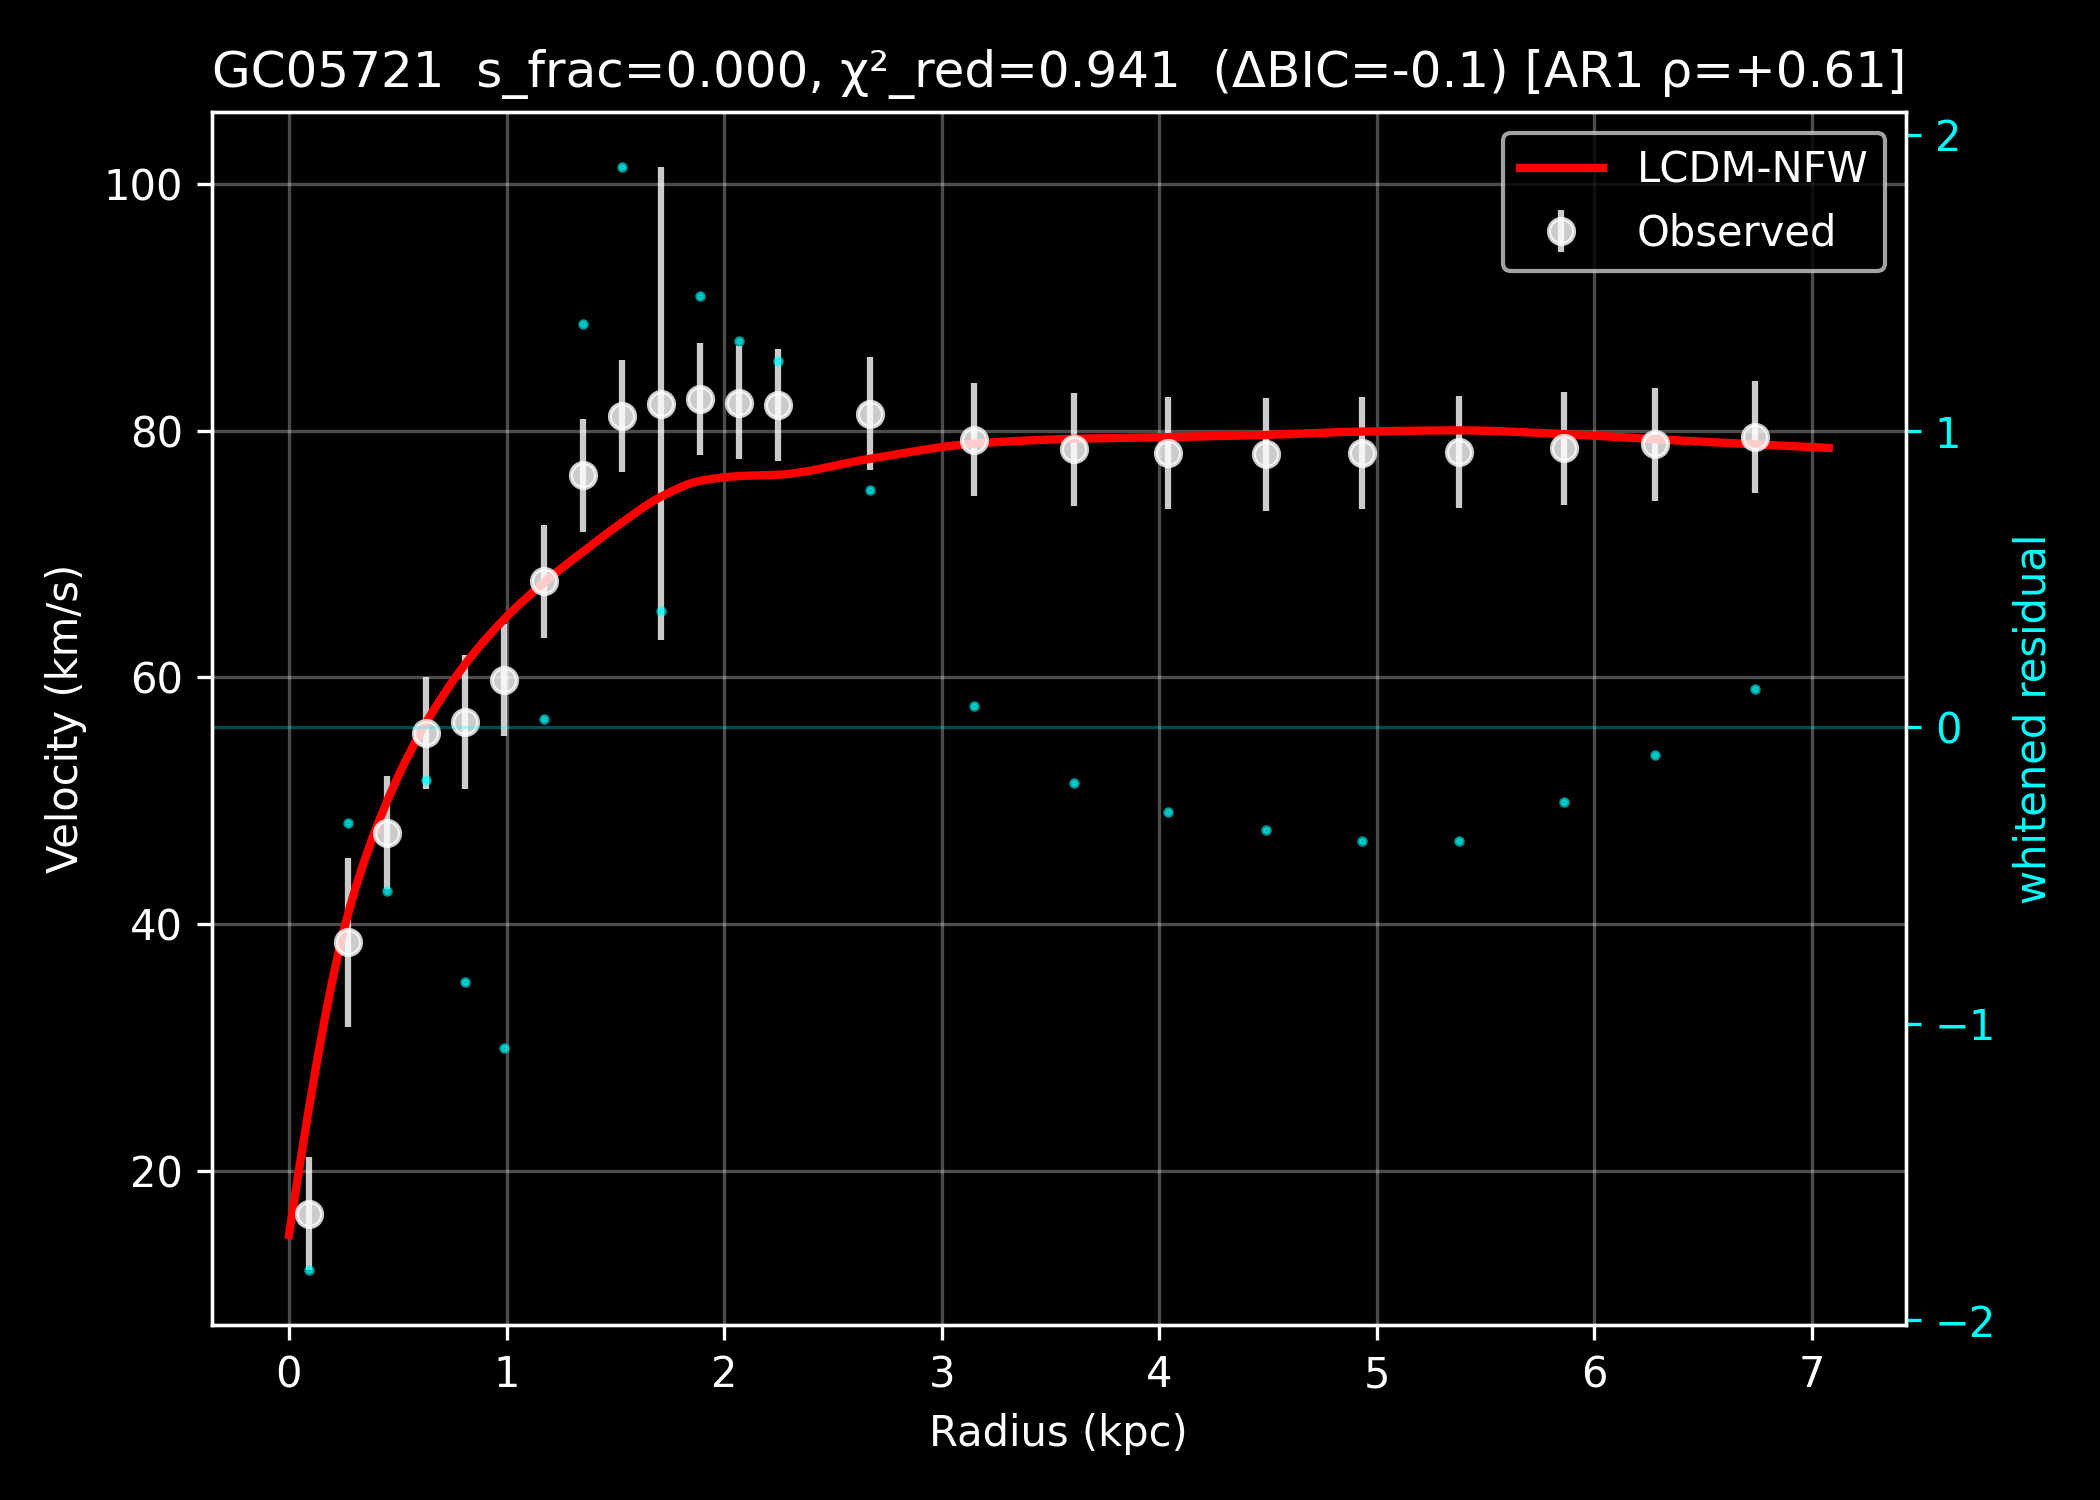 GC05721  s_frac=0.000, χ²_red=0.941  (ΔBIC=-0.1) [AR1 ρ=+0.61]
LCDM-NFW
Observed
100
80
60
40
20
Velocity (km/s)
2
1
0
−1
−2
whitened residual
0 1 2 3 4 5 6 7
Radius (kpc)